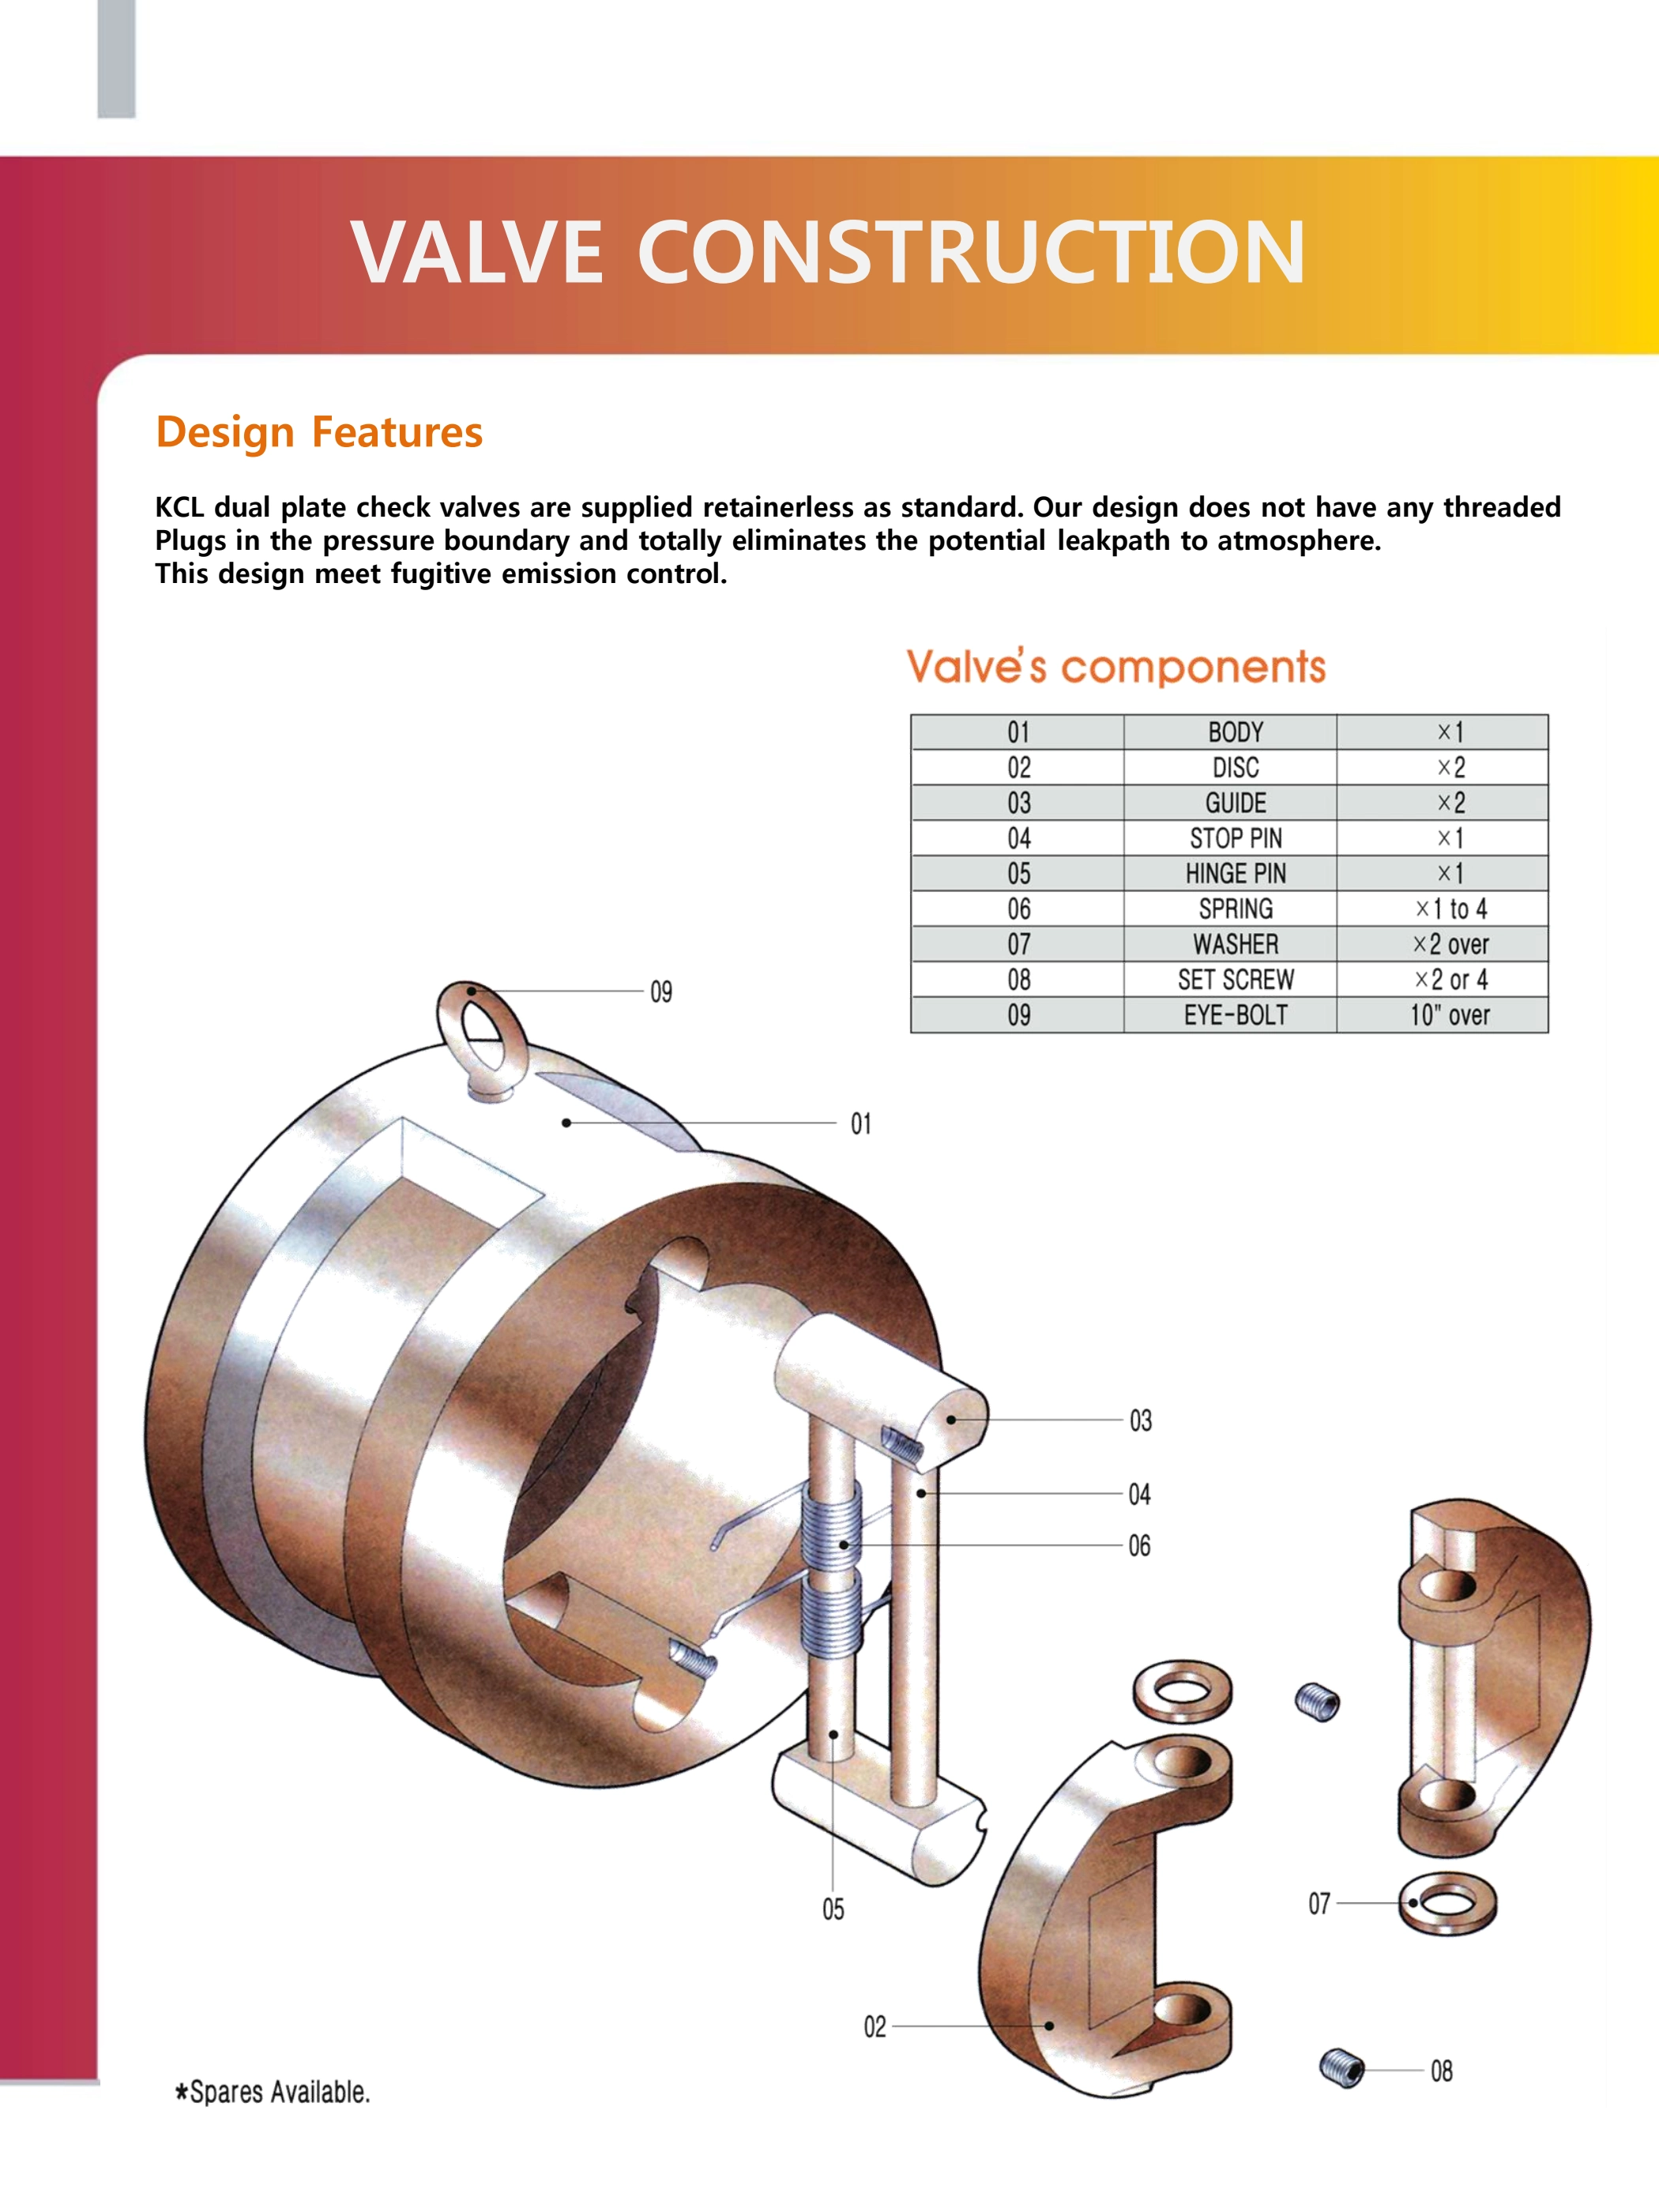 VALVE CONSTRUCTION
Design Features
KCL dual plate check valves are supplied retainerless as standard. Our design does not have any threaded
Plugs in the pressure boundary and totally eliminates the potential leakpath to atmosphere.
This design meet fugitive emission control.
Valve's components
01 BODY ×1
02 DISC ×2
03 GUIDE ×2
04 STOP PIN ×1
05 HINGE PIN ×1
06 SPRING ×1 to 4
07 WASHER ×2 over
08 SET SCREW ×2 or 4
09 EYE-BOLT 10" over
09
01
03
04
06
05
07
02
08
*Spares Available.